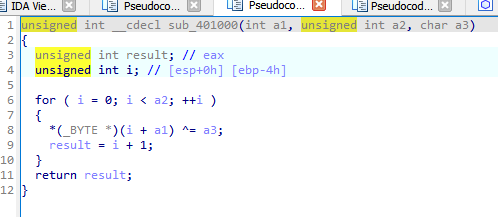 IDA Vie... Pseudoco... Pseudoco... Pseudoco...
1 unsigned int __cdecl sub_401000(int a1, unsigned int a2, char a3)
2 {
3 unsigned int result; // eax
4 unsigned int i; // [esp+0h] [ebp-4h]
5
6 for ( i = 0; i < a2; ++i )
7 {
8 *(_BYTE *)(i + a1) ^= a3;
9 result = i + 1;
10 }
11 return result;
12 }